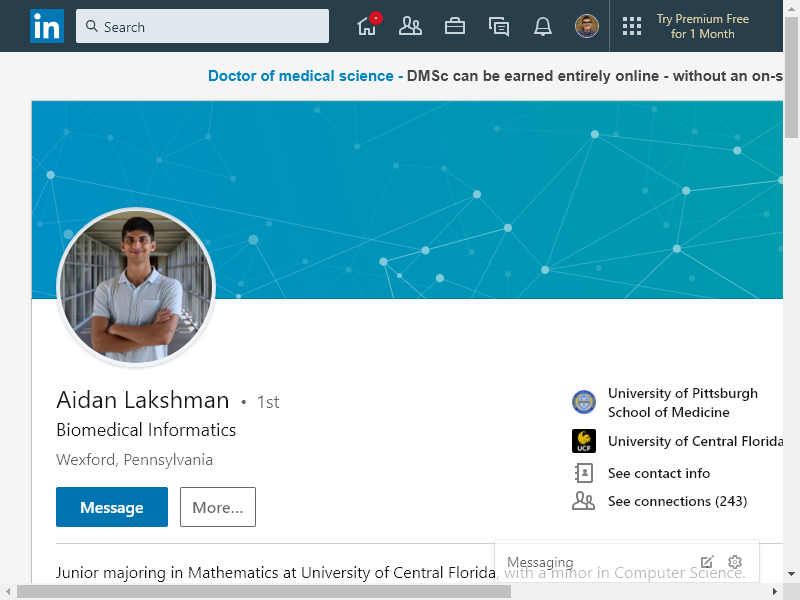 in
Search
Try Premium Free
for 1 Month
Doctor of medical science - DMSc can be earned entirely online - without an on-s
Aidan Lakshman • 1st
Biomedical Informatics
Wexford, Pennsylvania
Message
More...
University of Pittsburgh
School of Medicine
UCF
University of Central Florida
See contact info
See connections (243)
Messaging
Junior majoring in Mathematics at University of Central Florida, with a minor in Computer Science.